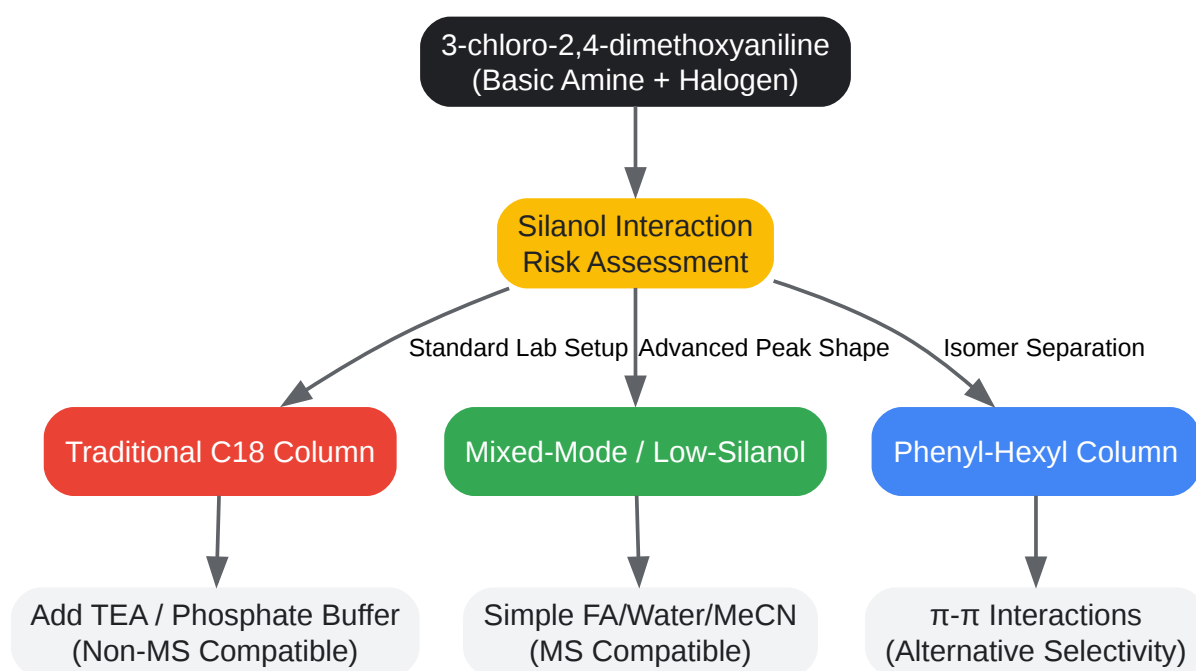 3-chloro-2,4-dimethoxyaniline
(Basic Amine + Halogen)
Silanol Interaction
Risk Assessment
Standard Lab Setup
Advanced Peak Shape
Isomer Separation
Traditional C18 Column
Mixed-Mode / Low-Silanol
Phenyl-Hexyl Column
Add TEA / Phosphate Buffer
(Non-MS Compatible)
Simple FA/Water/MeCN
(MS Compatible)
π-π Interactions
(Alternative Selectivity)